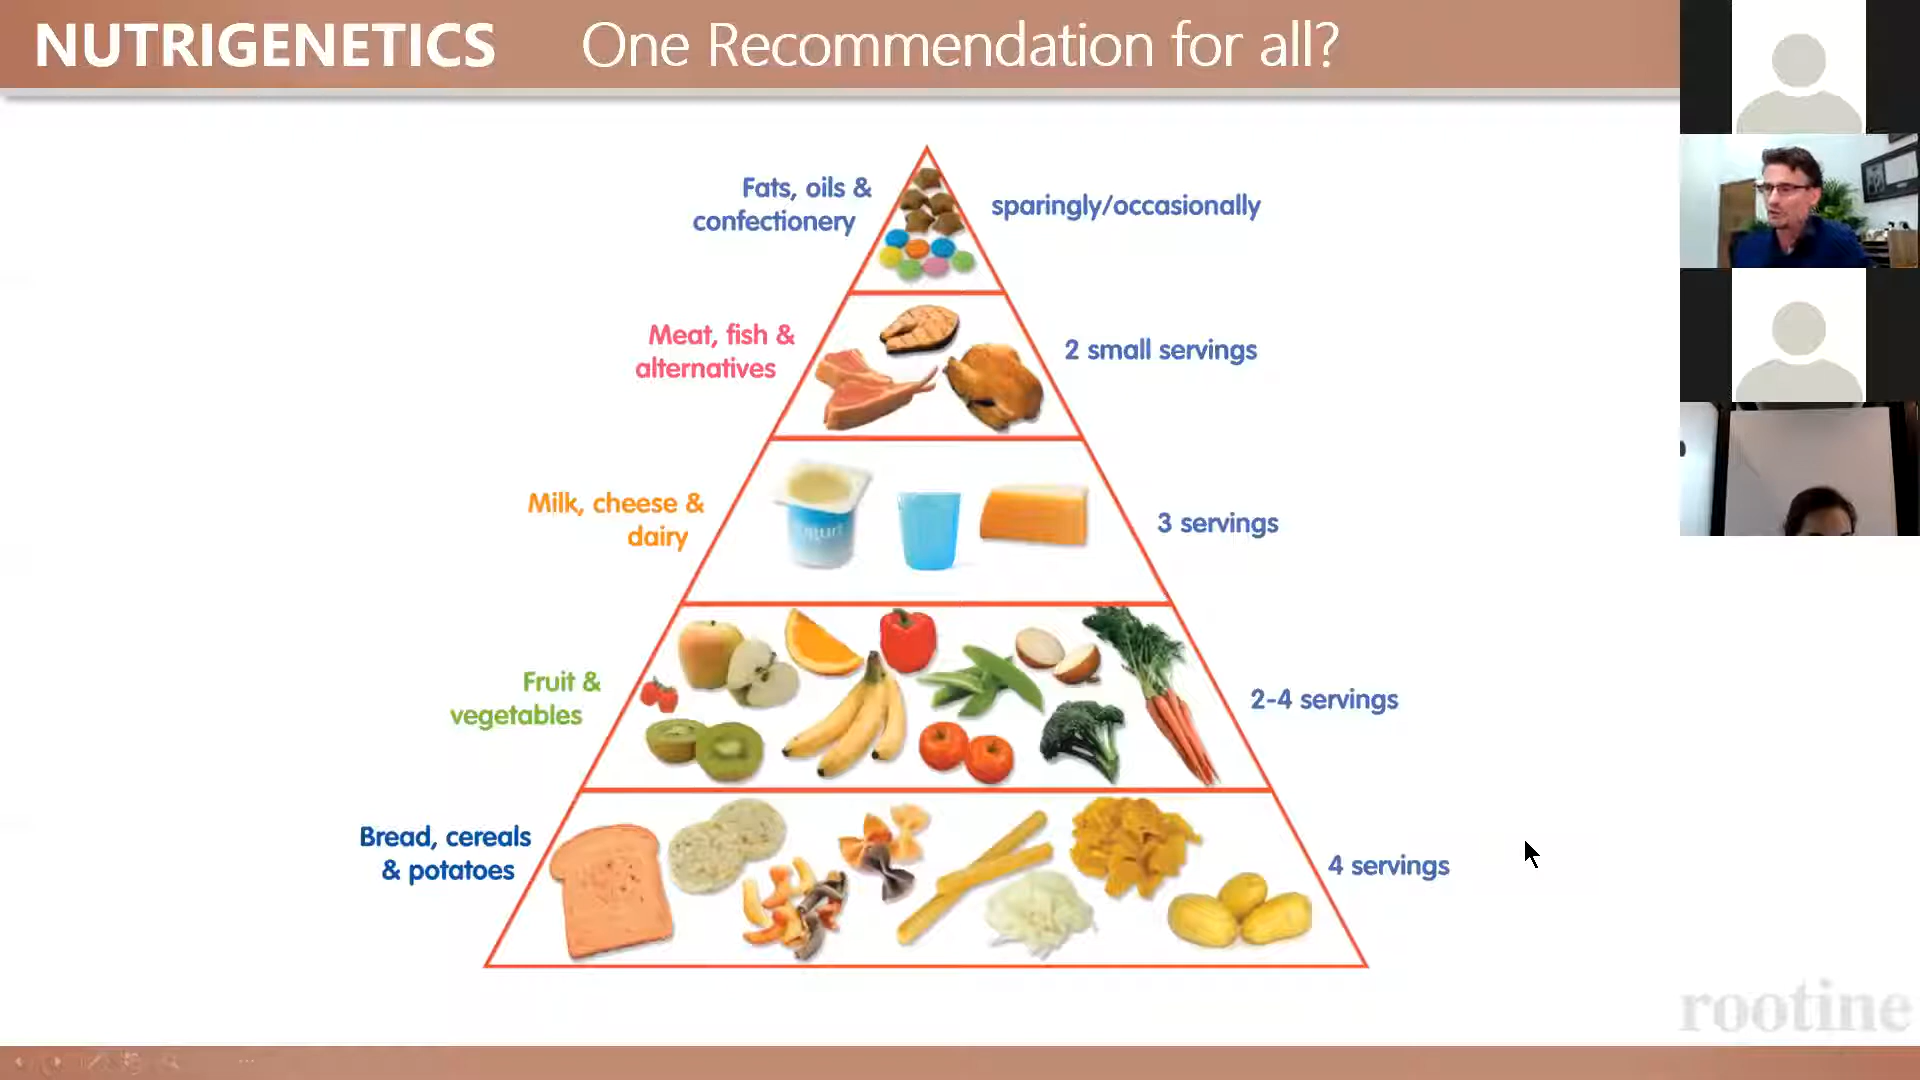 NUTRIGENETICS One Recommendation for all?
Fats, oils &
confectionery
sparingly/occasionally
Meat, fish &
alternatives
2 small servings
Milk, cheese &
dairy
3 servings
Fruit &
vegetables
2-4 servings
Bread, cereals
& potatoes
4 servings
rootine